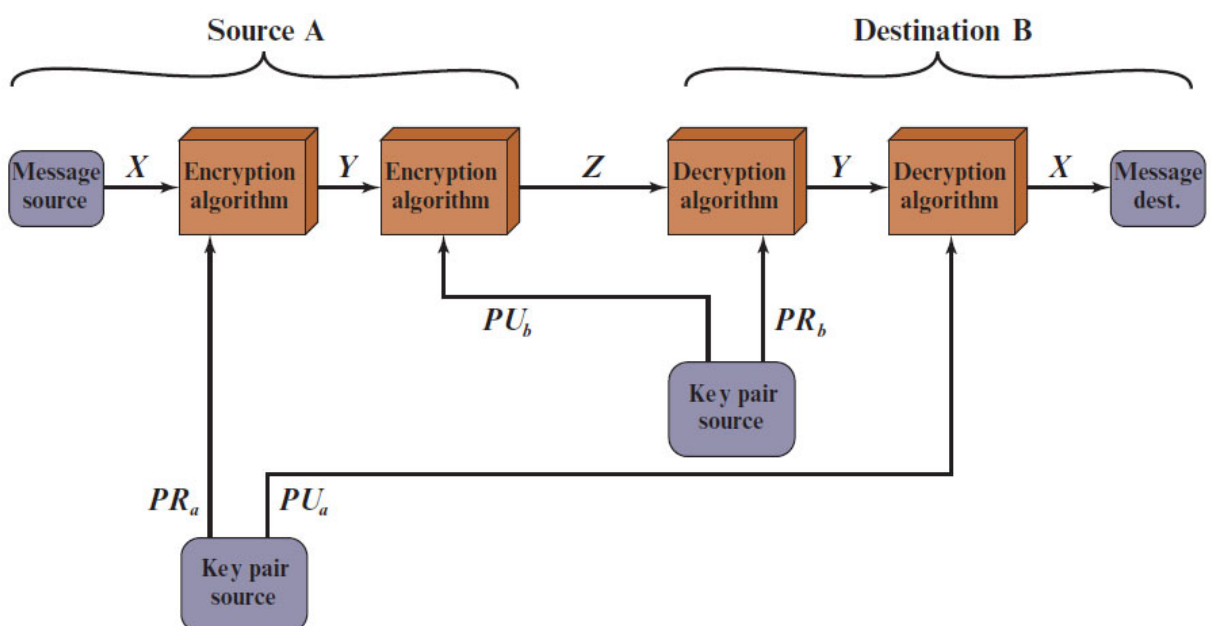 Source A
Destination B
Message
source
X
Encryption
algorithm
Y
Encryption
algorithm
Z
Decryption
algorithm
Y
Decryption
algorithm
X
Message
dest.
PUb
PRb
Key pair
source
PRa
PUa
Key pair
source